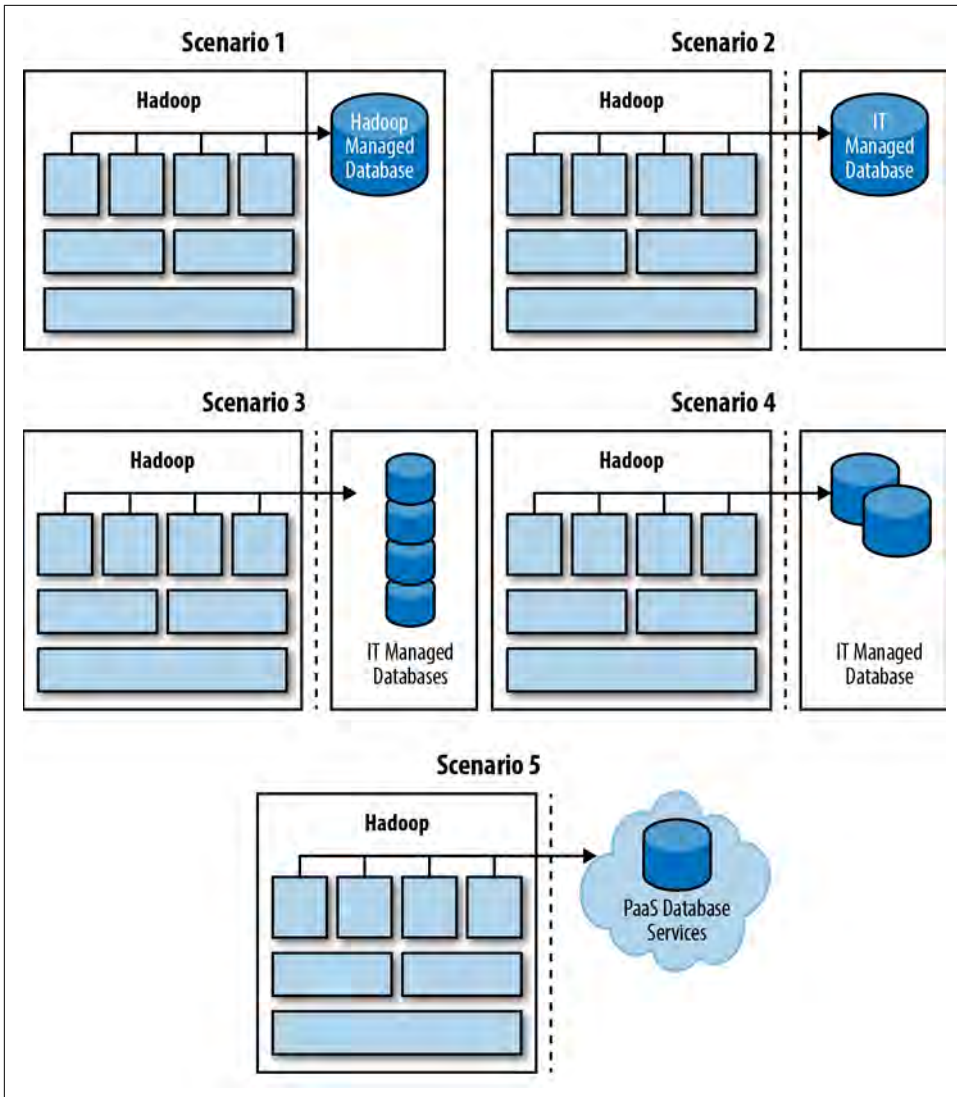 Scenario 1
Scenario 2
Hadoop
Hadoop
Managed
Database
Hadoop
IT
Managed
Database
Scenario 3
Scenario 4
Hadoop
IT Managed
Databases
Hadoop
IT Managed
Database
Scenario 5
Hadoop
PaaS Database
Services